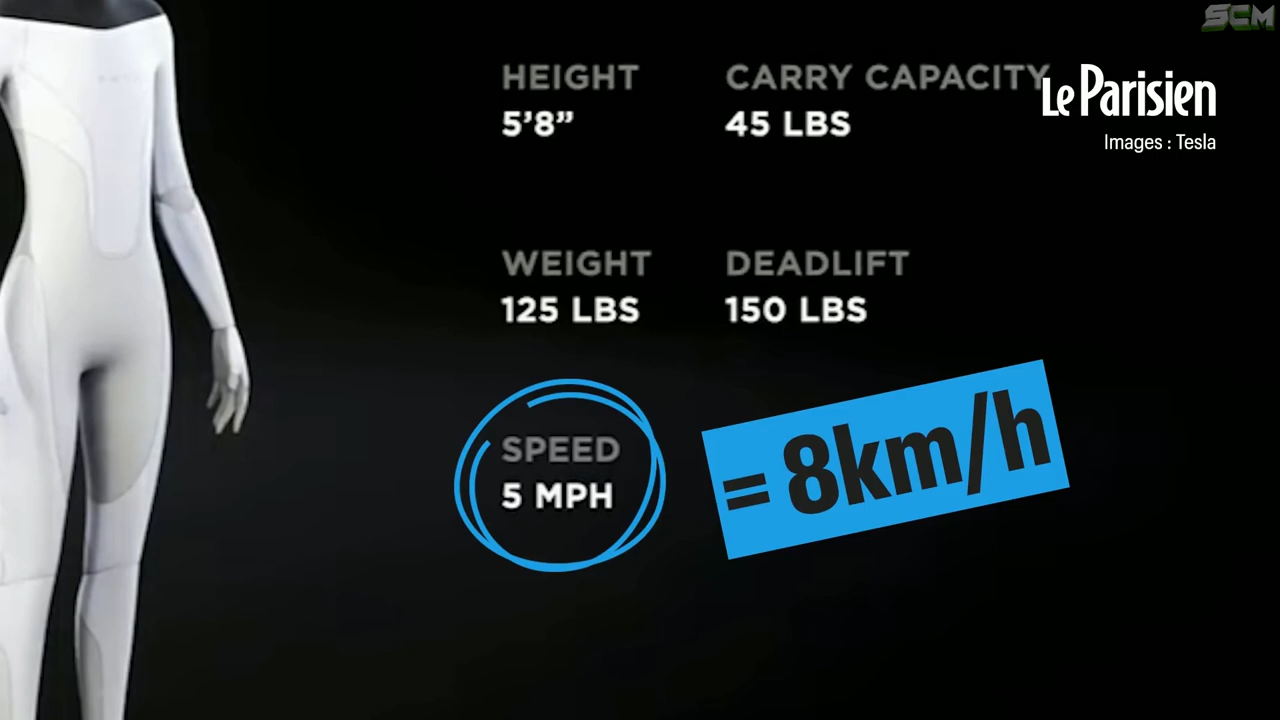 SCM
HEIGHT
5’8”
CARRY CAPACITY
45 LBS
Le Parisien
Images : Tesla
WEIGHT
125 LBS
DEADLIFT
150 LBS
SPEED
5 MPH
= 8km/h